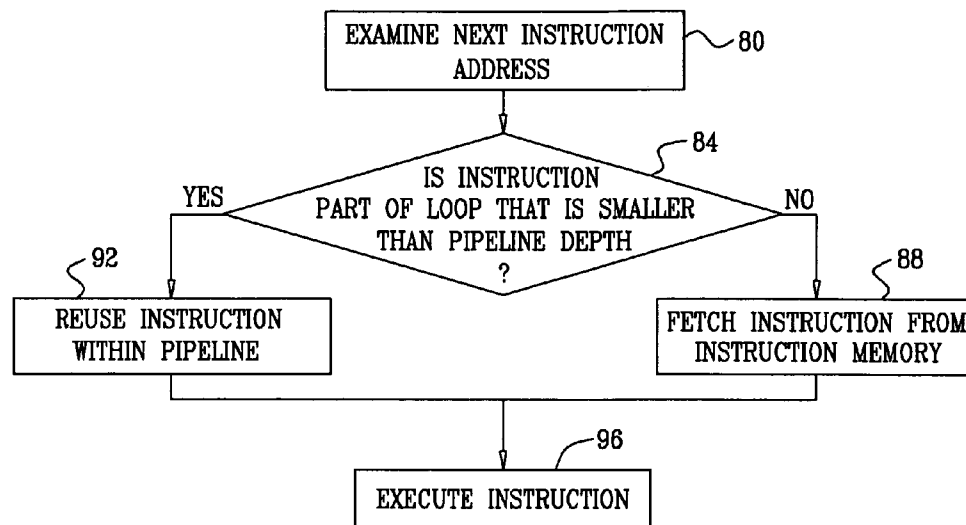 EXAMINE NEXT INSTRUCTION
ADDRESS
80
84
IS INSTRUCTION
PART OF LOOP THAT IS SMALLER
THAN PIPELINE DEPTH
?
YES
NO
92
REUSE INSTRUCTION
WITHIN PIPELINE
88
FETCH INSTRUCTION FROM
INSTRUCTION MEMORY
96
EXECUTE INSTRUCTION